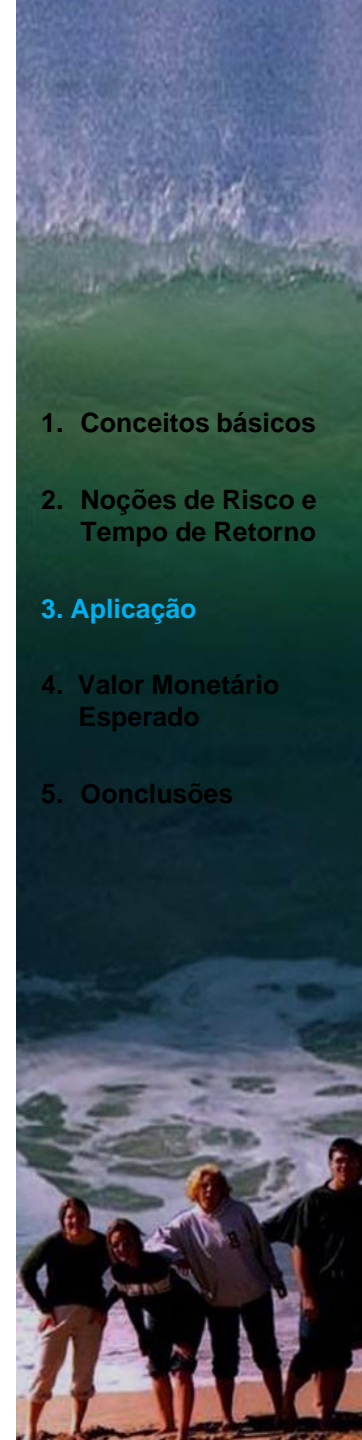 1. Conceitos básicos
2. Noções de Risco e
Tempo de Retorno
3. Aplicação
4. Valor Monetário
Esperado
5. Oonclusões